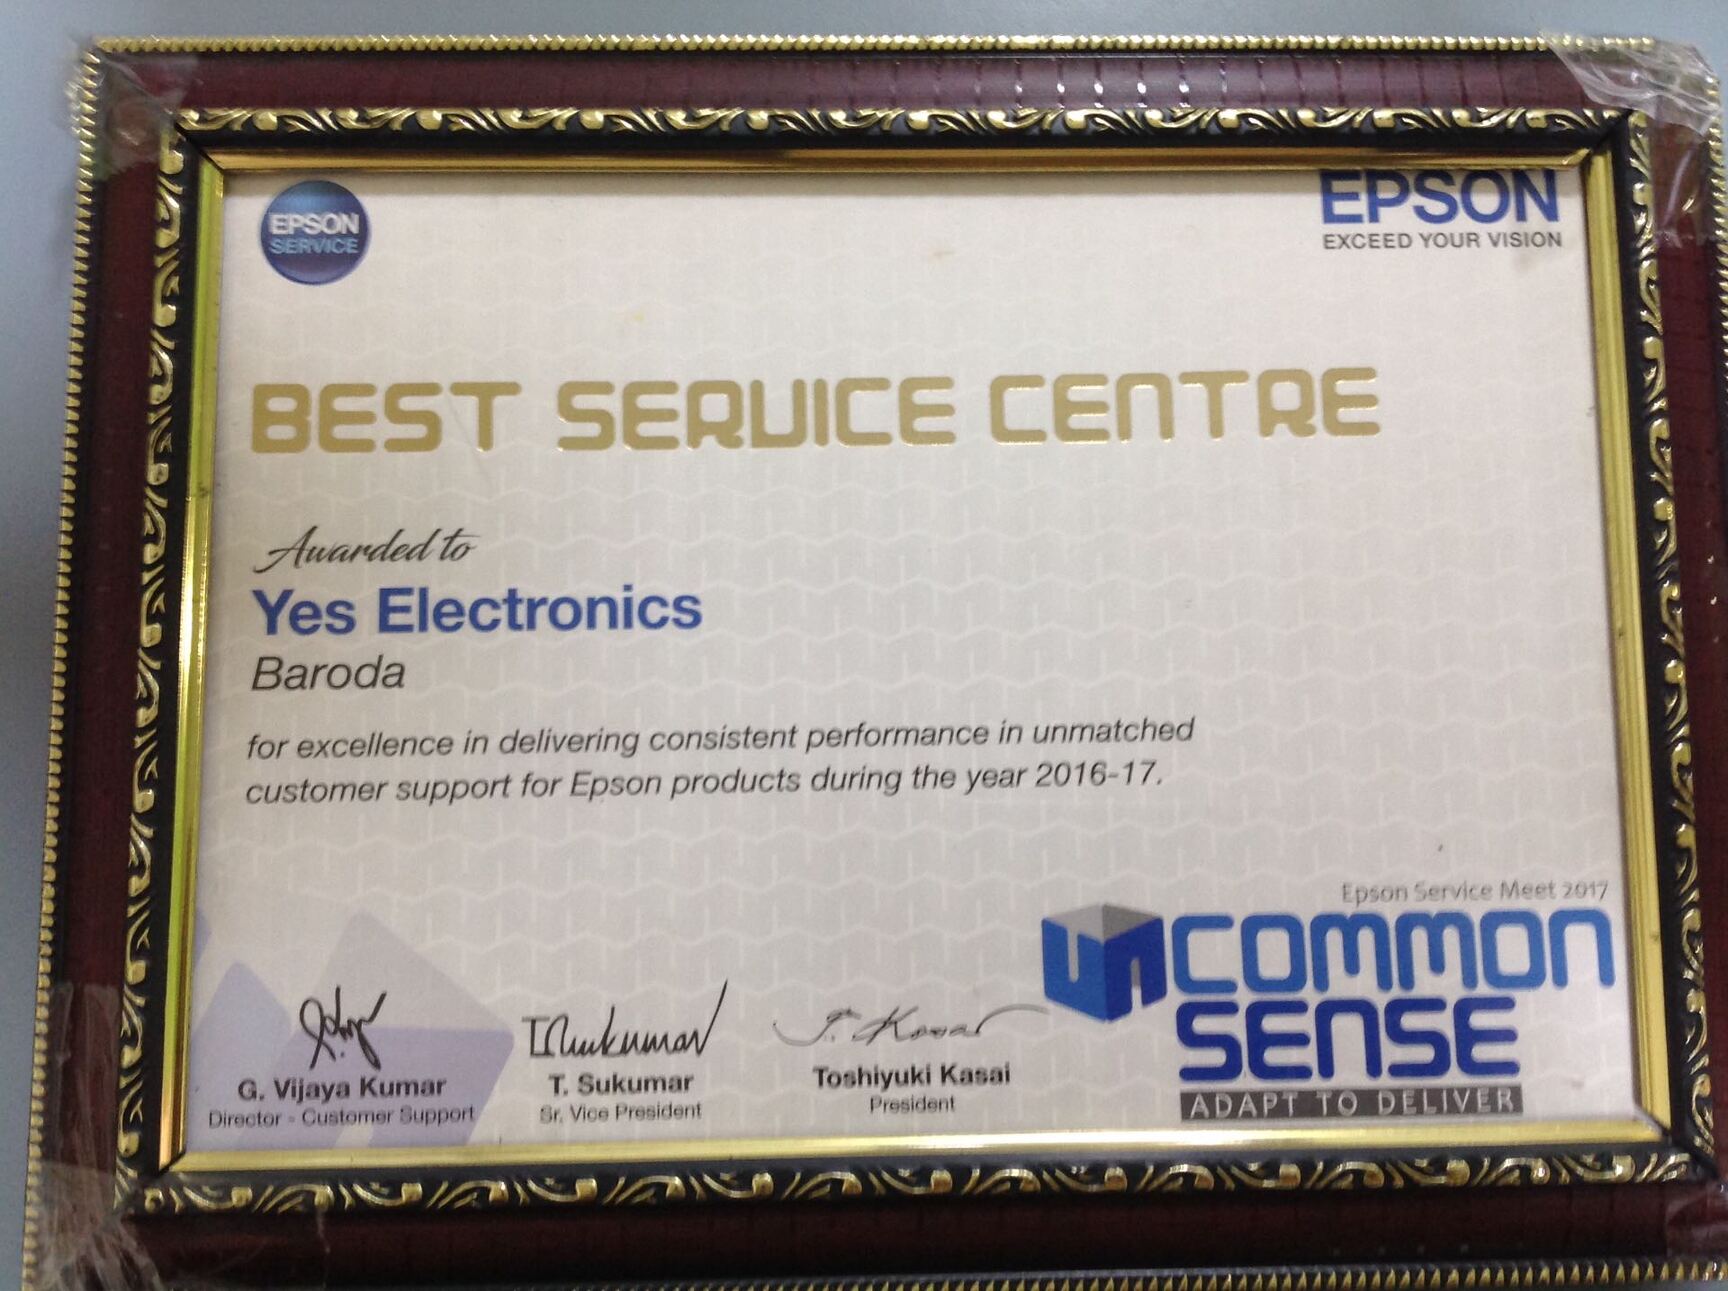 EPSON
SERVICE
EPSON
EXCEED YOUR VISION
BEST SERVICE CENTRE
Awarded to
Yes Electronics
Baroda
for excellence in delivering consistent performance in unmatched
customer support for Epson products during the year 2016-17.
Epson Service Meet 2017
UNCOMMON
SENSE
ADAPT TO DELIVER
T. Sukumar
T. Kasai
G. Vijaya Kumar
Director - Customer Support
T. Sukumar
Sr. Vice President
Toshiyuki Kasai
President